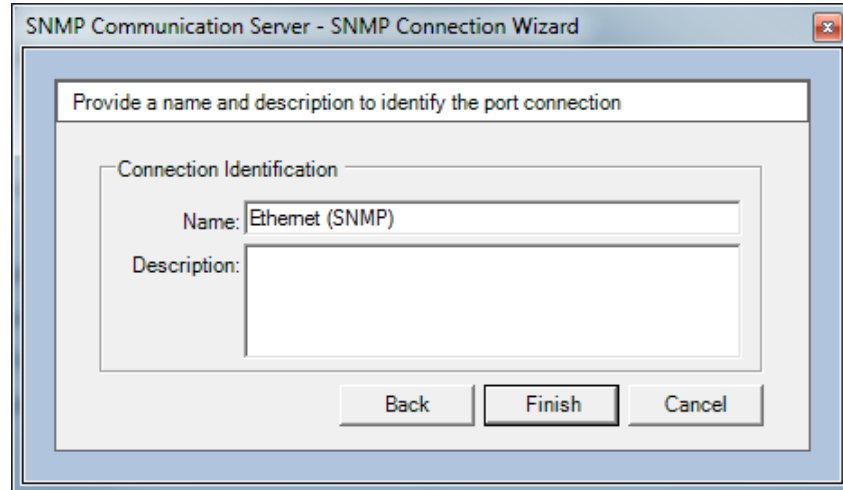 SNMP Communication Server - SNMP Connection Wizard
Provide a name and description to identify the port connection
Connection Identification
Name: Ethernet (SNMP)
Description:
Back Finish Cancel